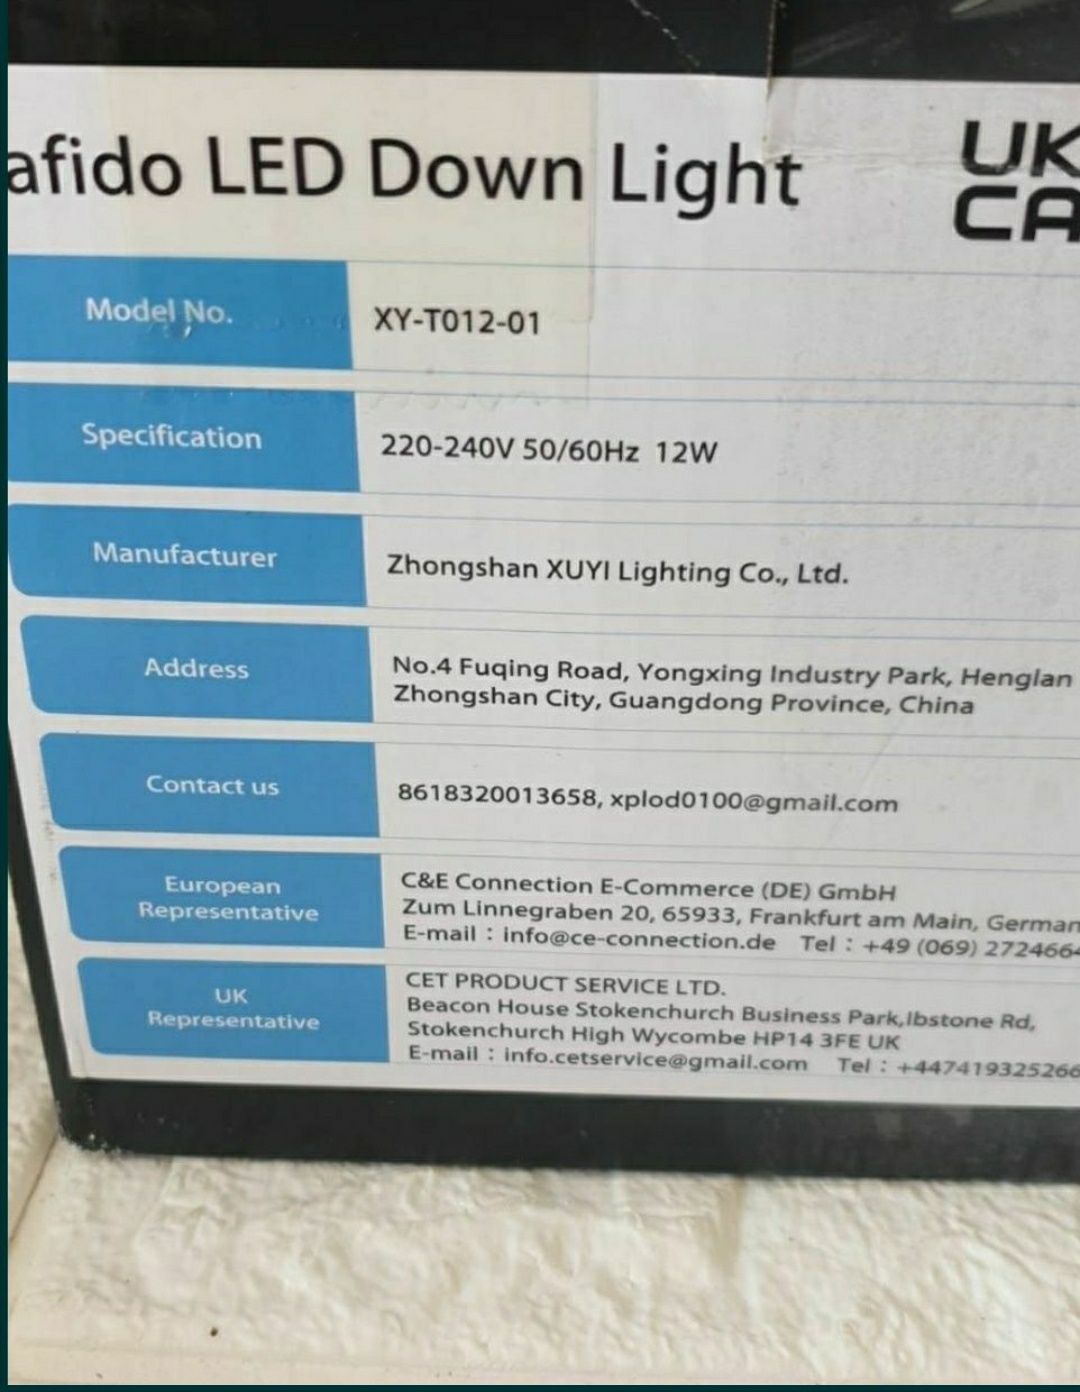 afido LED Down Light
UK
CA
Model No.
XY-T012-01
Specification
220-240V 50/60Hz 12W
Manufacturer
Zhongshan XUYI Lighting Co., Ltd.
Address
No.4 Fuqing Road, Yongxing Industry Park, Henglan
Zhongshan City, Guangdong Province, China
Contact us
8618320013658, xplod0100@gmail.com
European
Representative
C&E Connection E-Commerce (DE) GmbH
Zum Linnegraben 20, 65933, Frankfurt am Main, German
E-mail : info@ce-connection.de Tel : +49 (069) 2724664
UK
Representative
CET PRODUCT SERVICE LTD.
Beacon House Stokenchurch Business Park,Ibstone Rd,
Stokenchurch High Wycombe HP14 3FE UK
E-mail : info.cetservice@gmail.com Tel : +447419325266